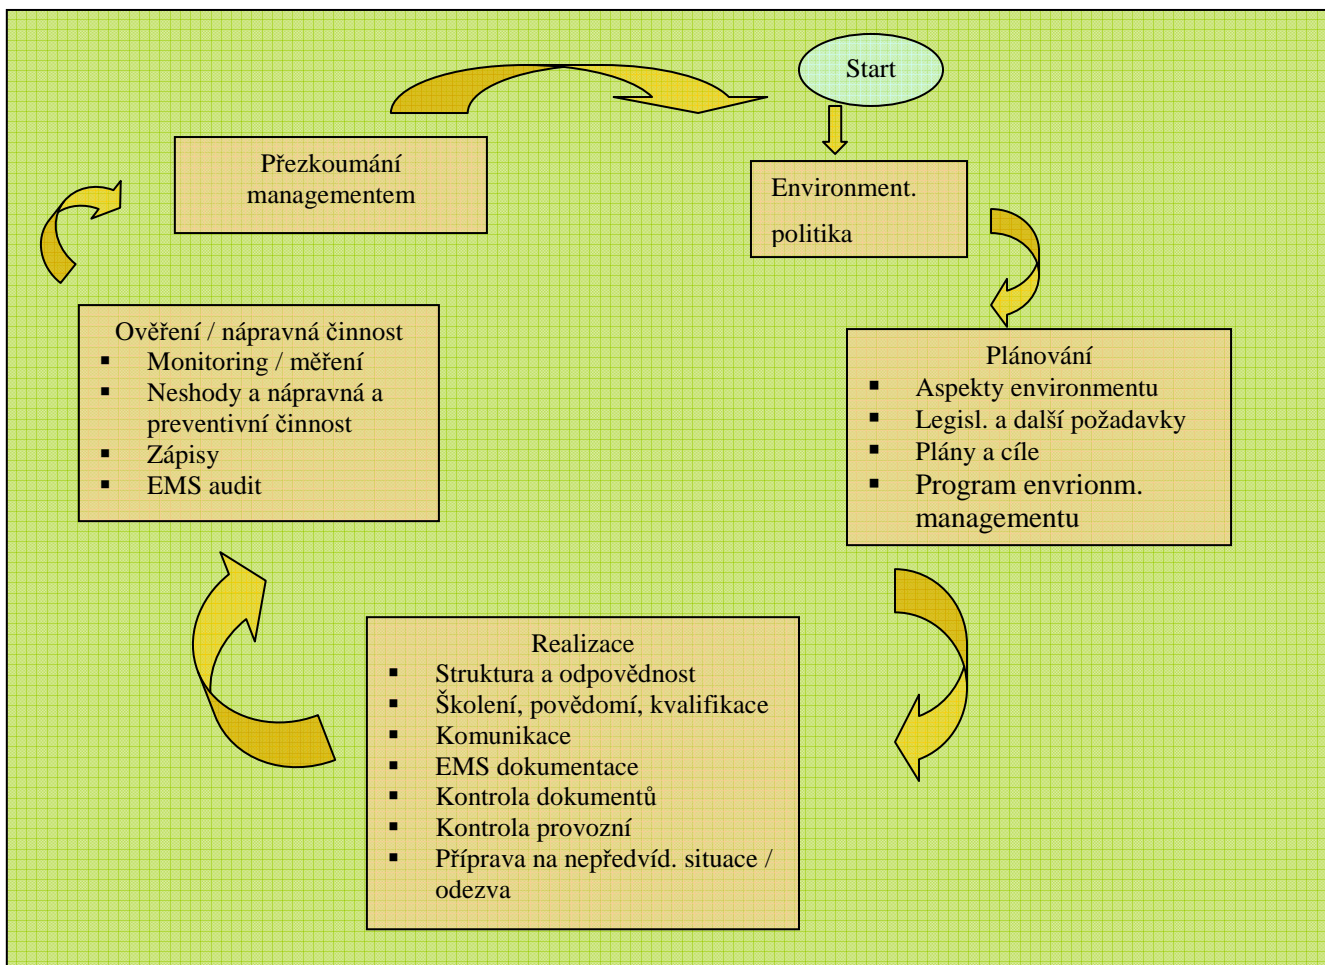 Start
Přezkoumání
managementem
Environment.
politika
Ověření / nápravná činnost
▪ Monitoring / měření
▪ Neshody a nápravná a
preventivní činnost
▪ Zápisy
▪ EMS audit
Plánování
▪ Aspekty environmentu
▪ Legisl. a další požadavky
▪ Plány a cíle
▪ Program envrionm.
managementu
Realizace
▪ Struktura a odpovědnost
▪ Školení, povědomí, kvalifikace
▪ Komunikace
▪ EMS dokumentace
▪ Kontrola dokumentů
▪ Kontrola provozní
▪ Příprava na nepředvíd. situace /
odezva